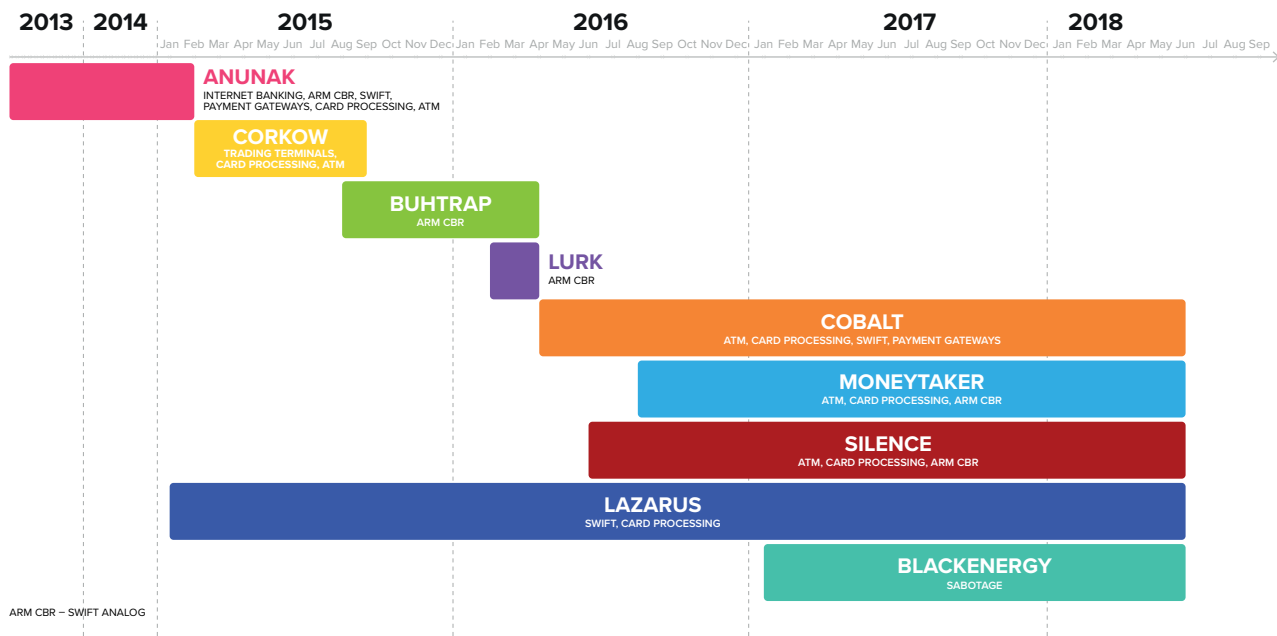 2013 2014 2015 2016 2017 2018
Jan Feb Mar Apr May Jun Jul Aug Sep Oct Nov Dec Jan Feb Mar Apr May Jun Jul Aug Sep Oct Nov Dec Jan Feb Mar Apr May Jun Jul Aug Sep Oct Nov Dec Jan Feb Mar Apr May Jun Jul Aug Sep
ANUNAK
INTERNET BANKING, ARM CBR, SWIFT,
PAYMENT GATEWAYS, CARD PROCESSING, ATM
CORKOW
TRADING TERMINALS,
CARD PROCESSING, ATM
BUHTRAP
ARM CBR
LURK
ARM CBR
COBALT
ATM, CARD PROCESSING, SWIFT, PAYMENT GATEWAYS
MONEYTAKER
ATM, CARD PROCESSING, ARM CBR
SILENCE
ATM, CARD PROCESSING, ARM CBR
LAZARUS
SWIFT, CARD PROCESSING
BLACKENERGY
SABOTAGE
ARM CBR – SWIFT ANALOG